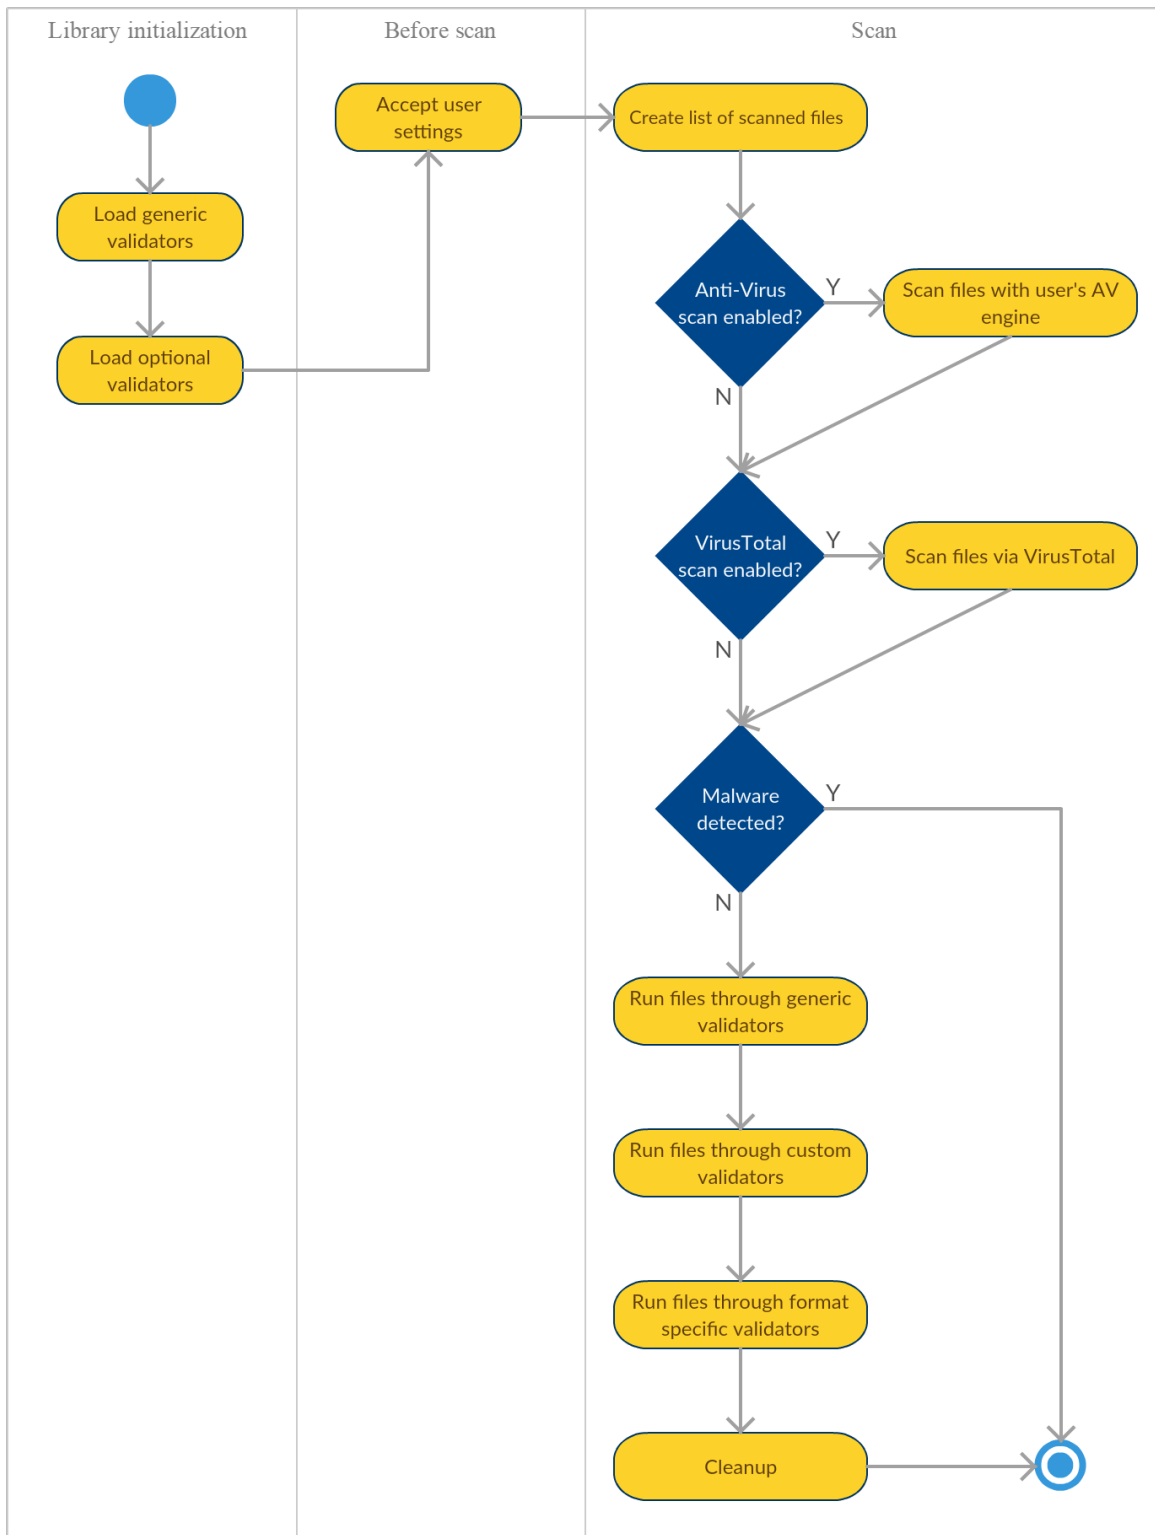 Library initialization
Before scan
Scan
Load generic
validators
Load optional
validators
Accept user
settings
Create list of scanned files
Anti-Virus
scan enabled?
Y
Scan files with user's AV
engine
N
VirusTotal
scan enabled?
Y
Scan files via VirusTotal
N
Malware
detected?
Y
N
Run files through generic
validators
Run files through custom
validators
Run files through format
specific validators
Cleanup